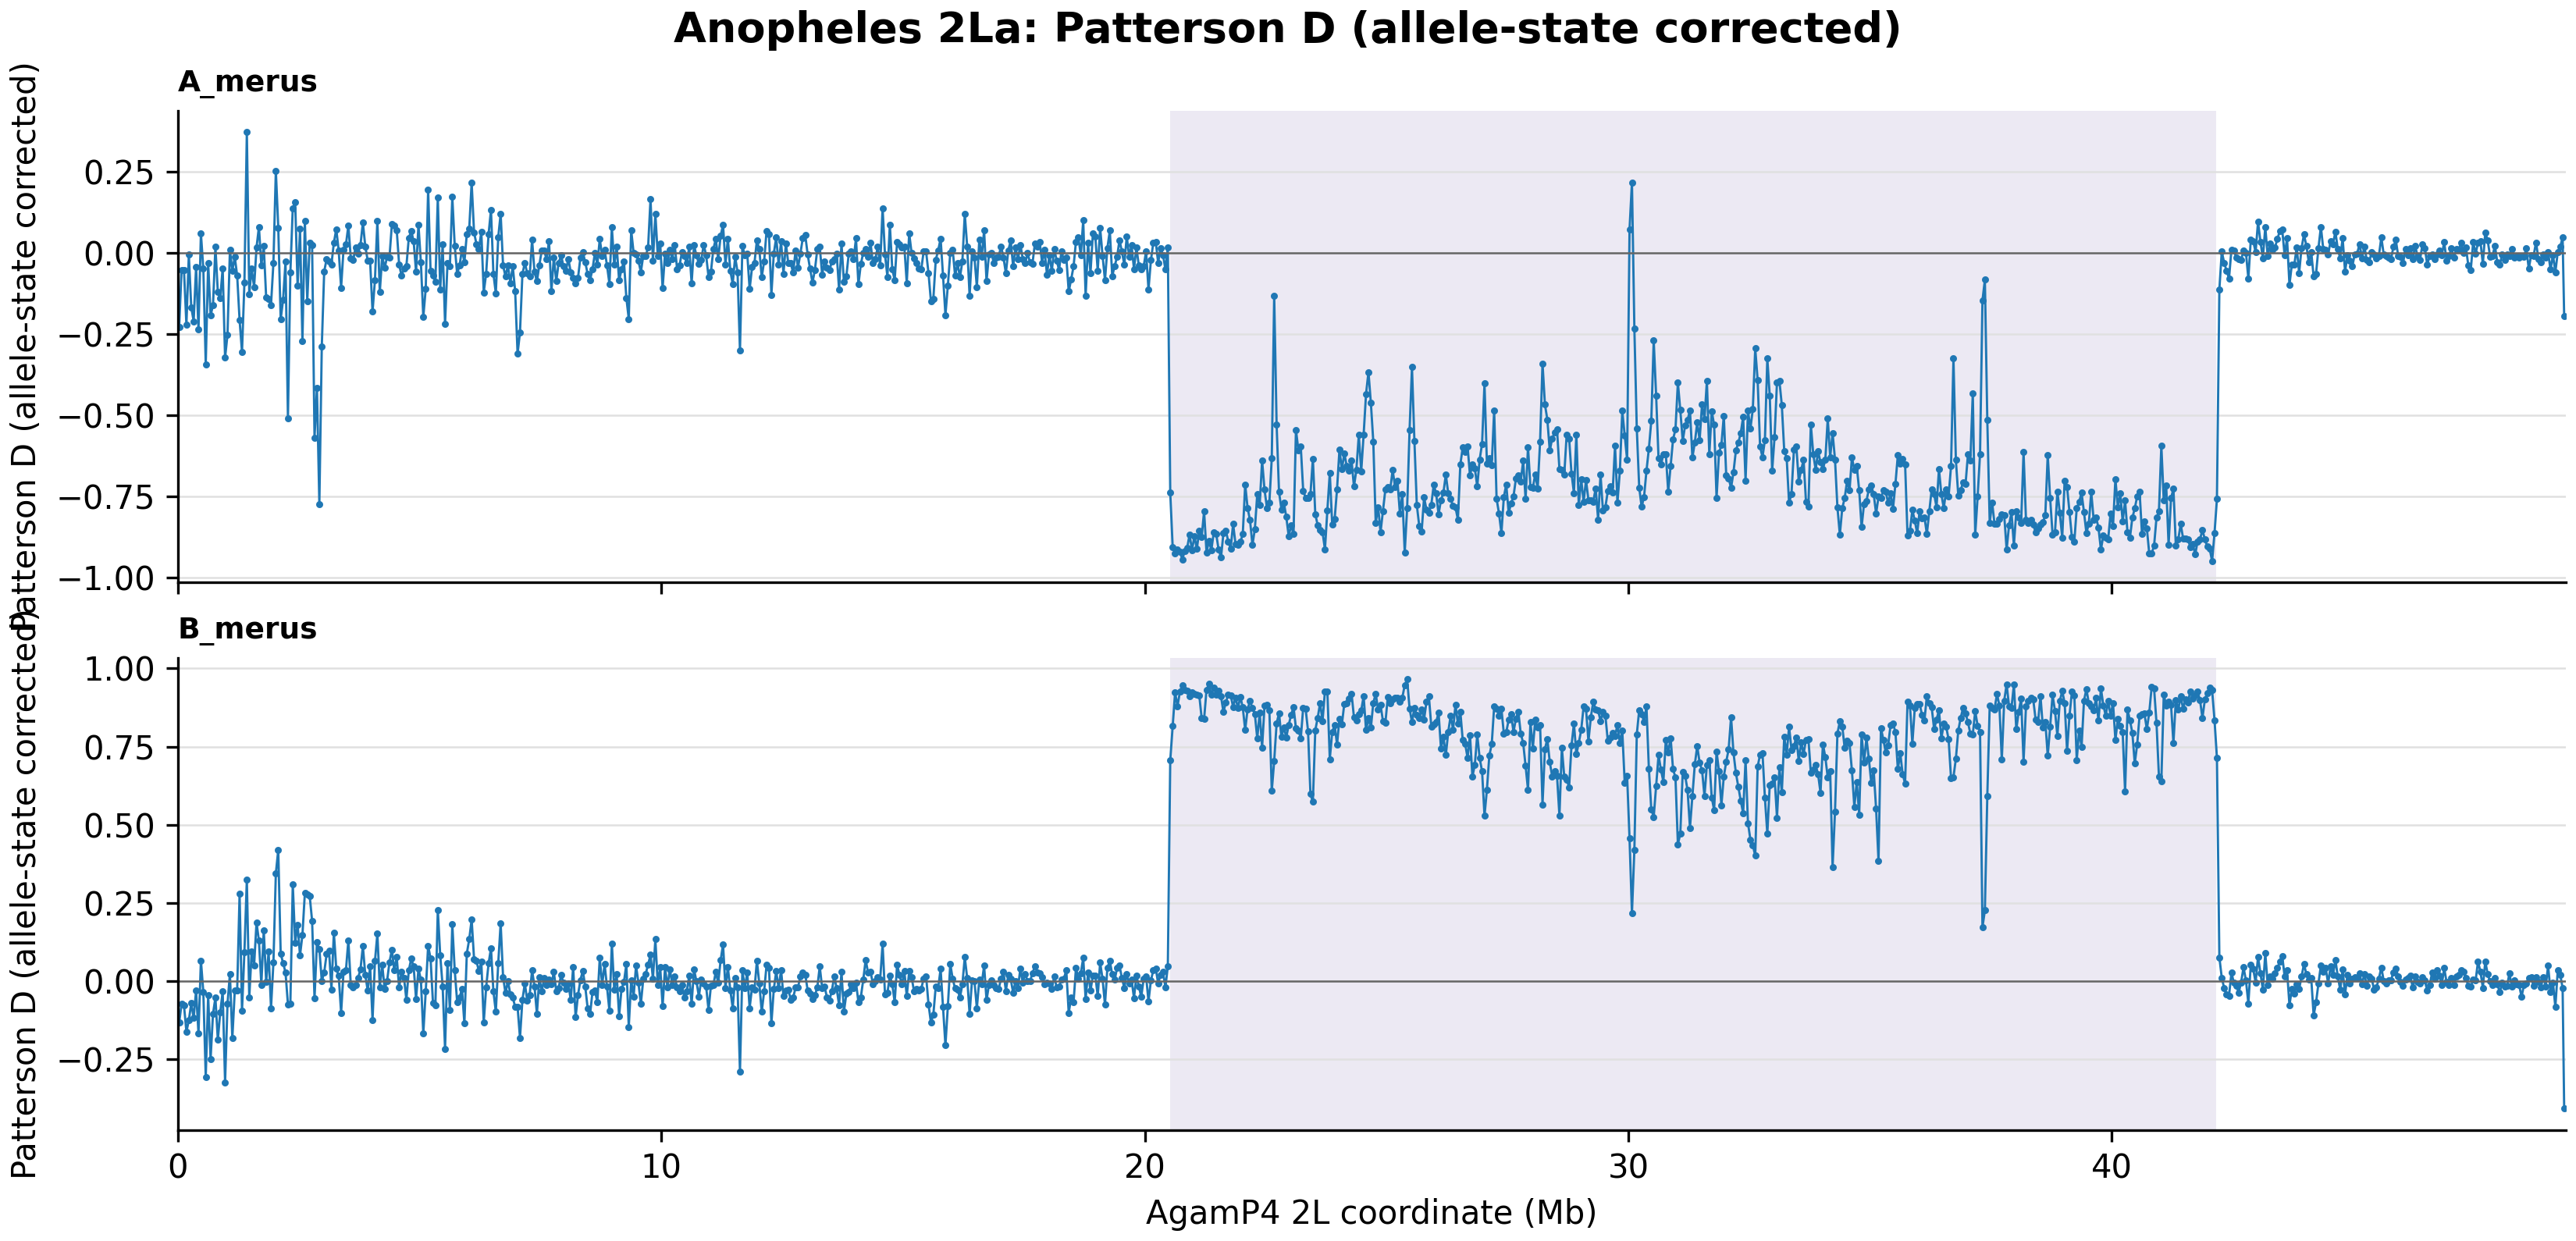 Anopheles 2La: Patterson D (allele-state corrected)
A_merus
Patterson D (allele-state corrected)
0.25
0.00
−0.25
−0.50
−0.75
−1.00
B_merus
Patterson D (allele-state corrected)
1.00
0.75
0.50
0.25
0.00
−0.25
0 10 20 30 40
AgamP4 2L coordinate (Mb)